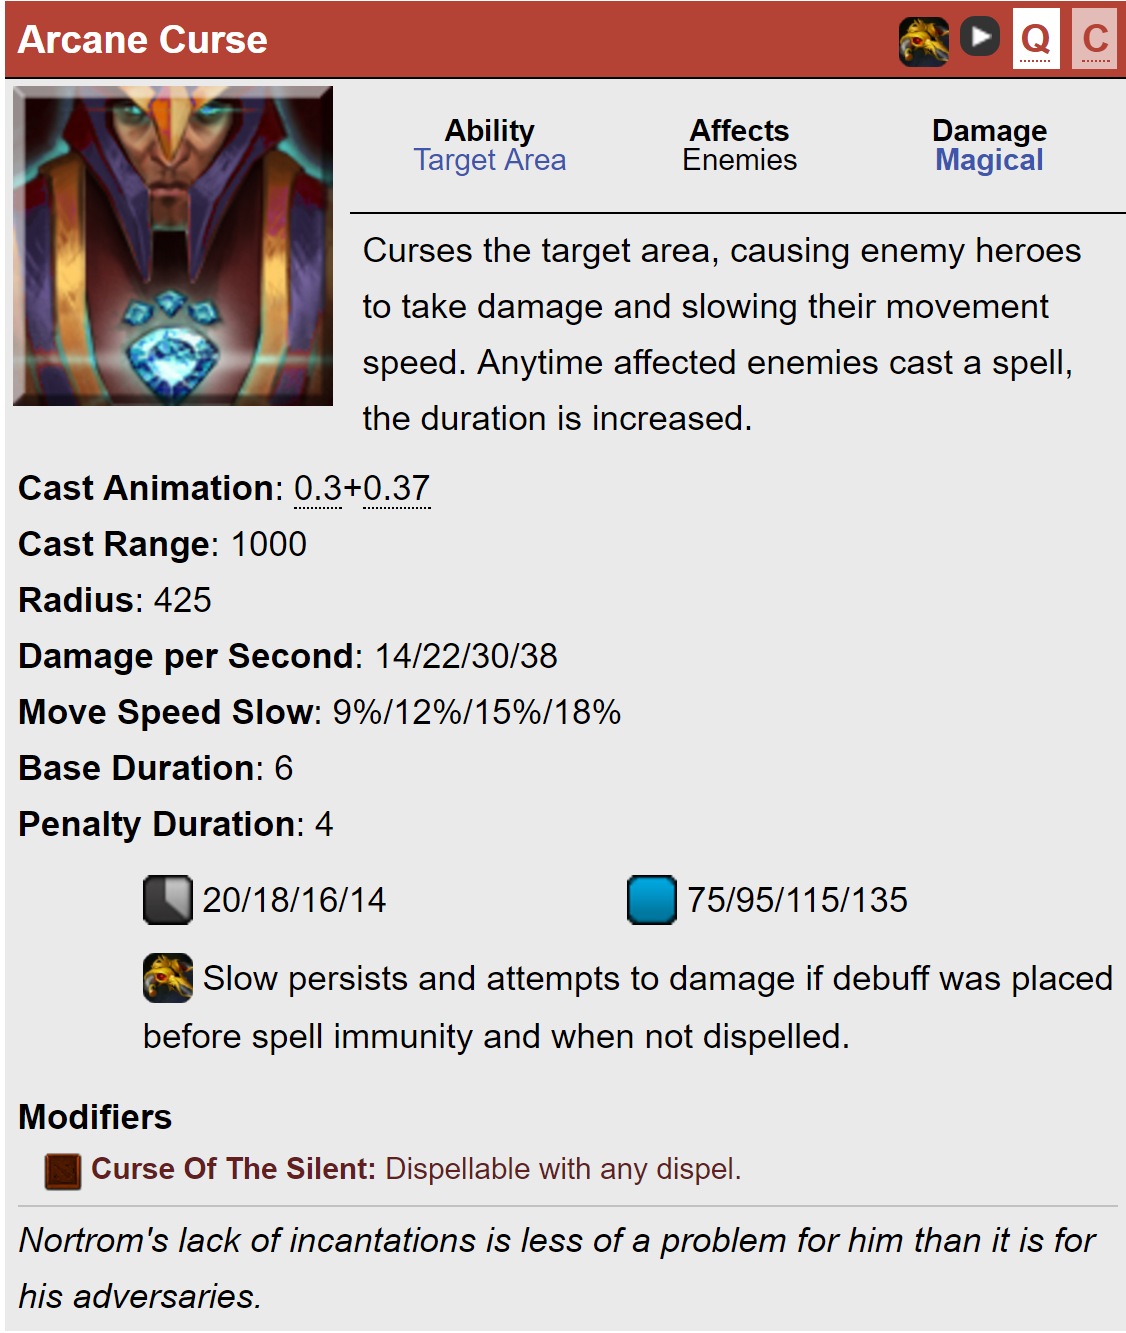 Arcane Curse
Q C
Ability Affects Damage
Target Area Enemies Magical
Curses the target area, causing enemy heroes
to take damage and slowing their movement
speed. Anytime affected enemies cast a spell,
the duration is increased.
Cast Animation: 0.3+0.37
Cast Range: 1000
Radius: 425
Damage per Second: 14/22/30/38
Move Speed Slow: 9%/12%/15%/18%
Base Duration: 6
Penalty Duration: 4
20/18/16/14 75/95/115/135
Slow persists and attempts to damage if debuff was placed
before spell immunity and when not dispelled.
Modifiers
Curse Of The Silent: Dispellable with any dispel.
Nortrom's lack of incantations is less of a problem for him than it is for
his adversaries.